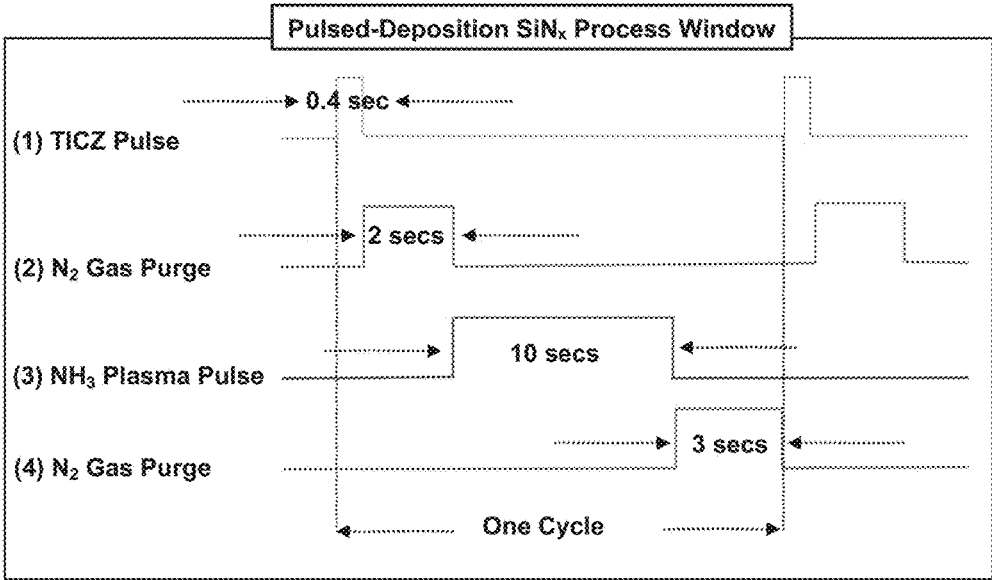 Pulsed-Deposition SiNₓ Process Window
0.4 sec
(1) TICZ Pulse
2 secs
(2) N₂ Gas Purge
10 secs
(3) NH₃ Plasma Pulse
3 secs
(4) N₂ Gas Purge
One Cycle